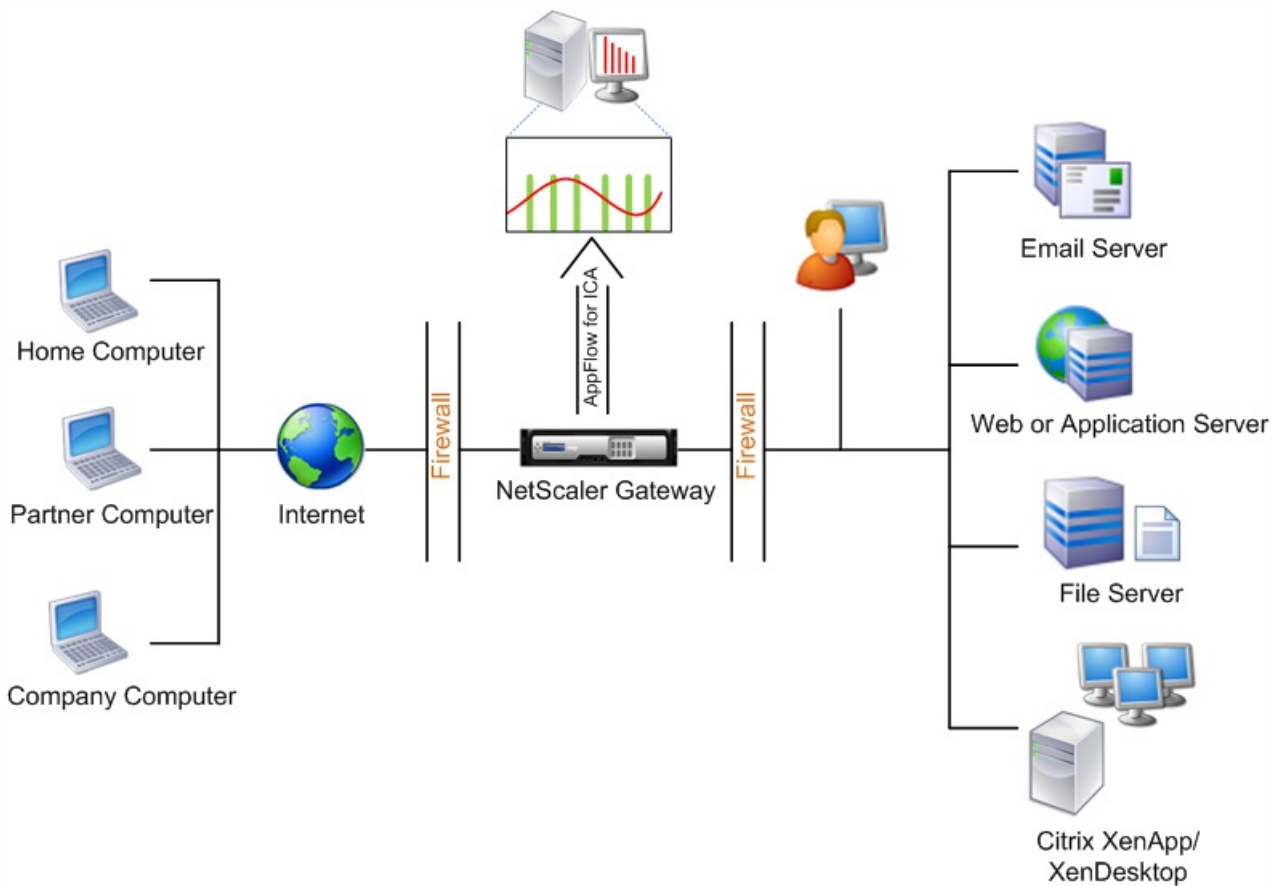 AppFlow for ICA
Home Computer
Partner Computer
Company Computer
Internet
Firewall
NetScaler Gateway
Firewall
Email Server
Web or Application Server
File Server
Citrix XenApp/
XenDesktop